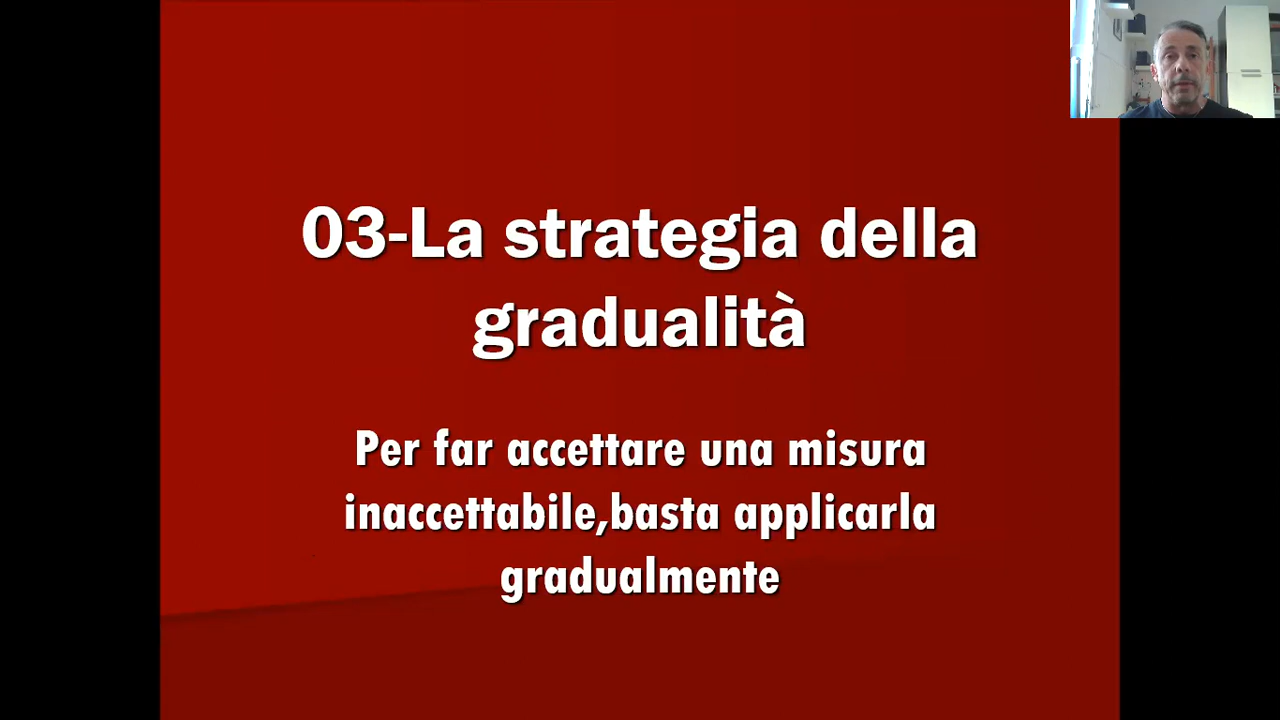 03-La strategia della
gradualità
Per far accettare una misura
inaccettabile,basta applicarla
gradualmente